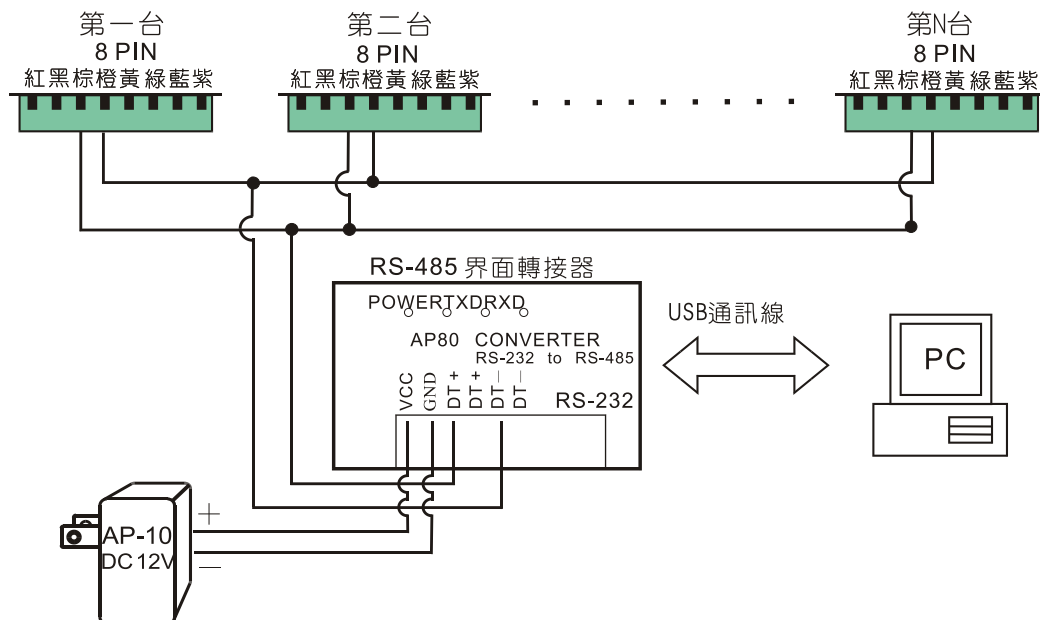 第一台
8 PIN
紅黑棕橙黃綠藍紫
第二台
8 PIN
紅黑棕橙黃綠藍紫
第N台
8 PIN
紅黑棕橙黃綠藍紫
RS-485 界面轉接器
POWER TXD RXD
AP80 CONVERTER
RS-232 to RS-485
VCC
GND
DT+
DT+
DT—
DT—
RS-232
USB通訊線
PC
+
AP-10
DC12V
—